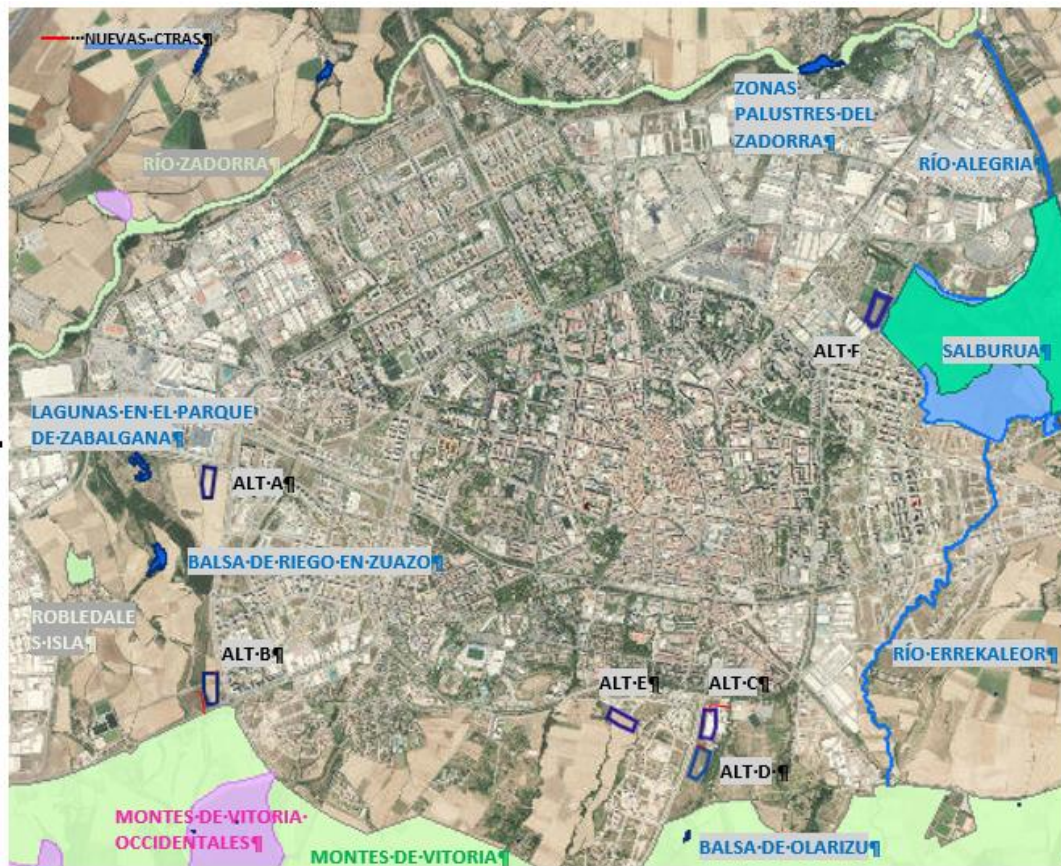 NUEVAS··CTRAS¶
ZONAS
PALUSTRES·DEL
ZADORRA¶
RÍO·ZADORRA¶
RÍO·ALEGRIA¶
ALT·F
SALBURUA¶
LAGUNAS·EN·EL·PARQUE
DE·ZABALGANA¶
ALT·A¶
BALSA·DE·RIEGO·EN·ZUAZO¶
ROBLEDALE
S·ISLA¶
ALT·B¶
RÍO·ERREKALEOR¶
ALT·E¶
ALT·C¶
ALT·D·¶
MONTES·DE·VITORIA·
OCCIDENTALES¶
MONTES·DE·VITORIA¶
BALSA·DE·OLARIZU¶